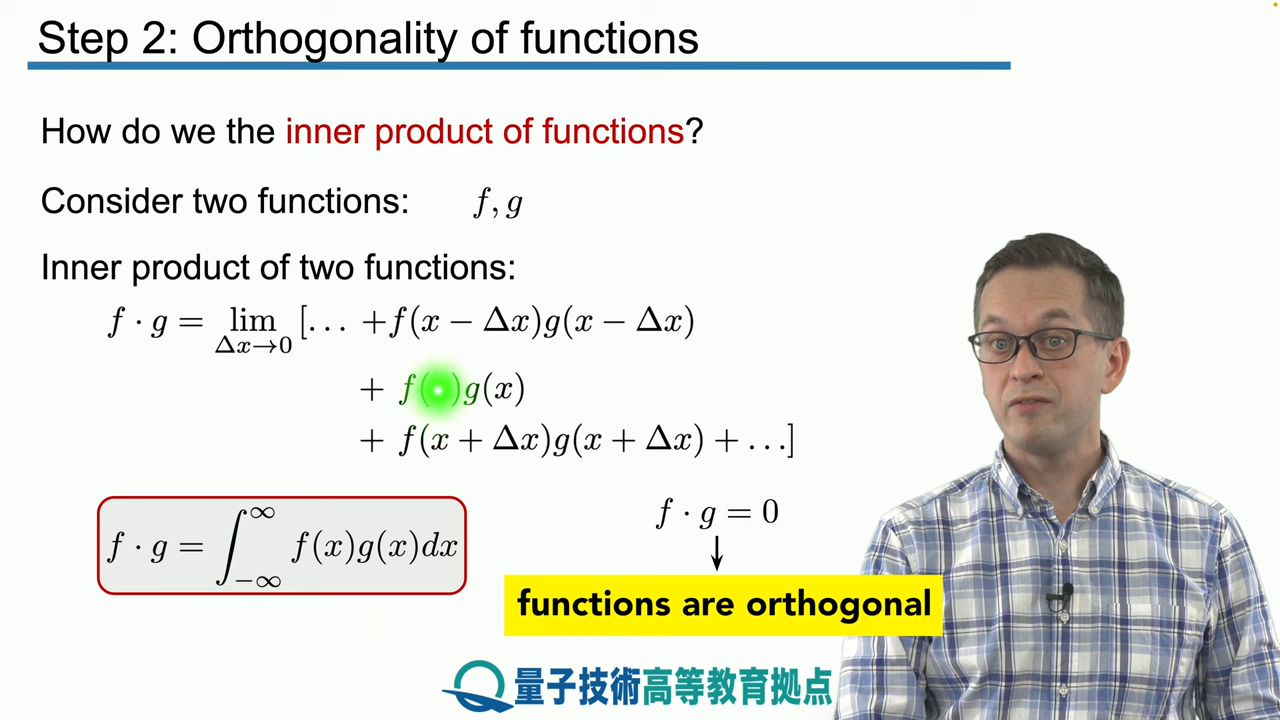 Step 2: Orthogonality of functions
How do we the inner product of functions?
Consider two functions: f, g
Inner product of two functions:
f · g = lim_{Δx→0} [… +f(x − Δx)g(x − Δx)
+ f( )g(x)
+ f(x + Δx)g(x + Δx) + …]
f · g = ∫_{−∞}^{∞} f(x)g(x)dx
f · g = 0
functions are orthogonal
量子技術高等教育拠点